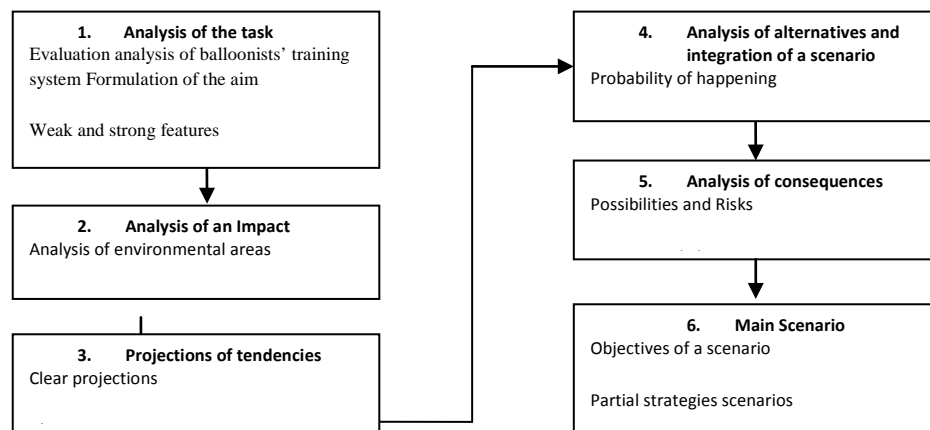 1. Analysis of the task
Evaluation analysis of balloonists’ training
system Formulation of the aim
Weak and strong features
2. Analysis of an Impact
Analysis of environmental areas
3. Projections of tendencies
Clear projections
4. Analysis of alternatives and
integration of a scenario
Probability of happening
5. Analysis of consequences
Possibilities and Risks
6. Main Scenario
Objectives of a scenario
Partial strategies scenarios